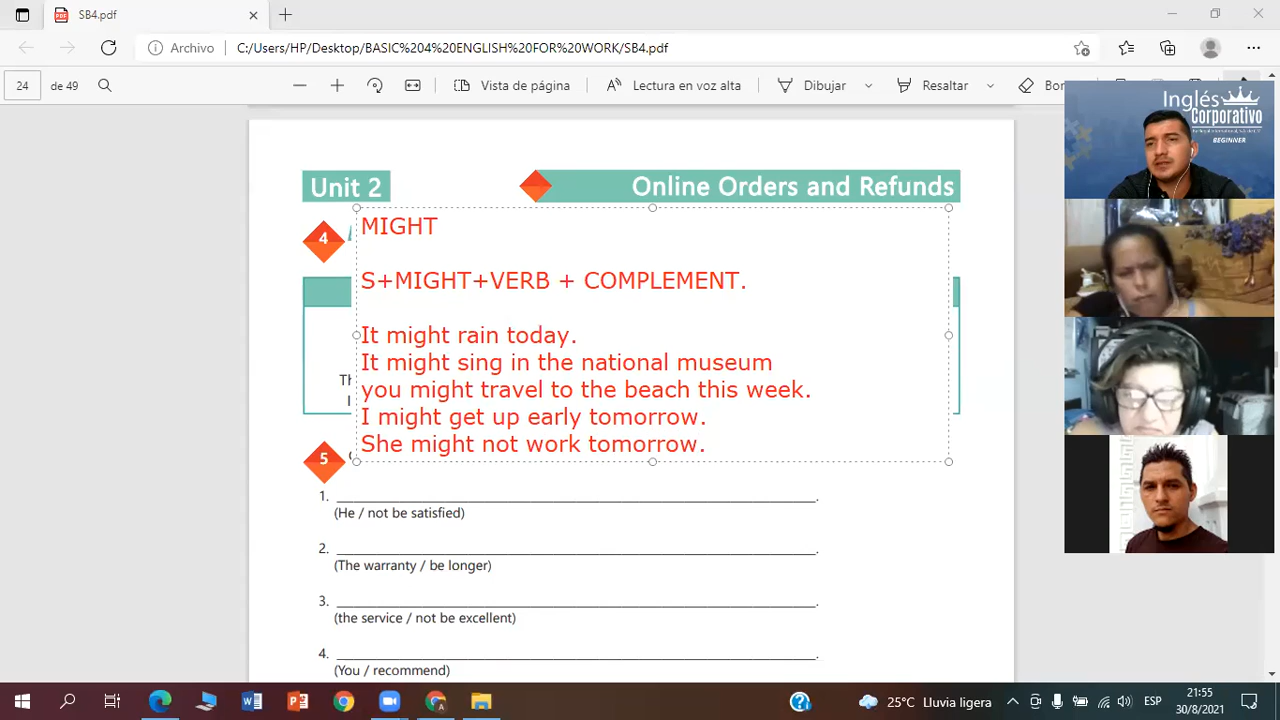 SB4.pdf
Archivo
C:/Users/HP/Desktop/BASIC%204%20ENGLISH%20FOR%20WORK/SB4.pdf
24
de 49
Vista de página
Lectura en voz alta
Dibujar
Resaltar
Inglés
Corporativo
BEGINNER
Unit 2
Online Orders and Refunds
4
MIGHT
S+MIGHT+VERB + COMPLEMENT.
It might rain today.
It might sing in the national museum
you might travel to the beach this week.
I might get up early tomorrow.
She might not work tomorrow.
5
1. ______.
(He / not be satisfied)
2. ______.
(The warranty / be longer)
3. ______.
(the service / not be excellent)
4. ______.
(You / recommend)
25°C Lluvia ligera
ESP
21:55
30/8/2021